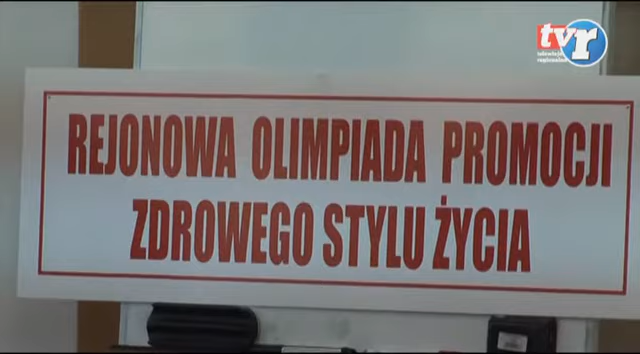 tvr
telewizja
regionalna
REJONOWA OLIMPIADA PROMOCJI
ZDROWEGO STYLU ŻYCIA